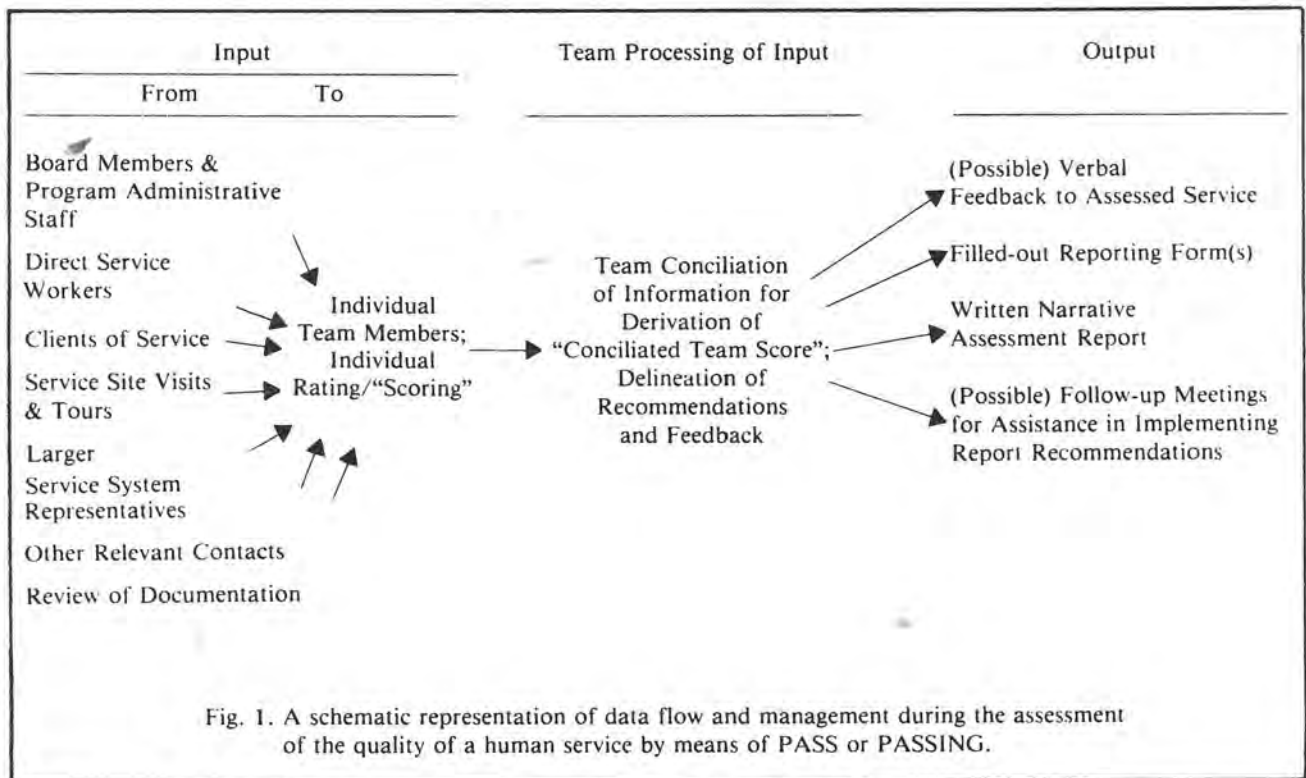 Input
Team Processing of Input
Output
From To
Board Members &
Program Administrative
Staff
Direct Service
Workers
Clients of Service
Service Site Visits
& Tours
Larger
Service System
Representatives
Other Relevant Contacts
Review of Documentation
Individual
Team Members;
Individual
Rating/“Scoring”
Team Conciliation
of Information for
Derivation of
“Conciliated Team Score”;
Delineation of
Recommendations
and Feedback
(Possible) Verbal
Feedback to Assessed Service
Filled-out Reporting Form(s)
Written Narrative
Assessment Report
(Possible) Follow-up Meetings
for Assistance in Implementing
Report Recommendations
Fig. 1. A schematic representation of data flow and management during the assessment
of the quality of a human service by means of PASS or PASSING.